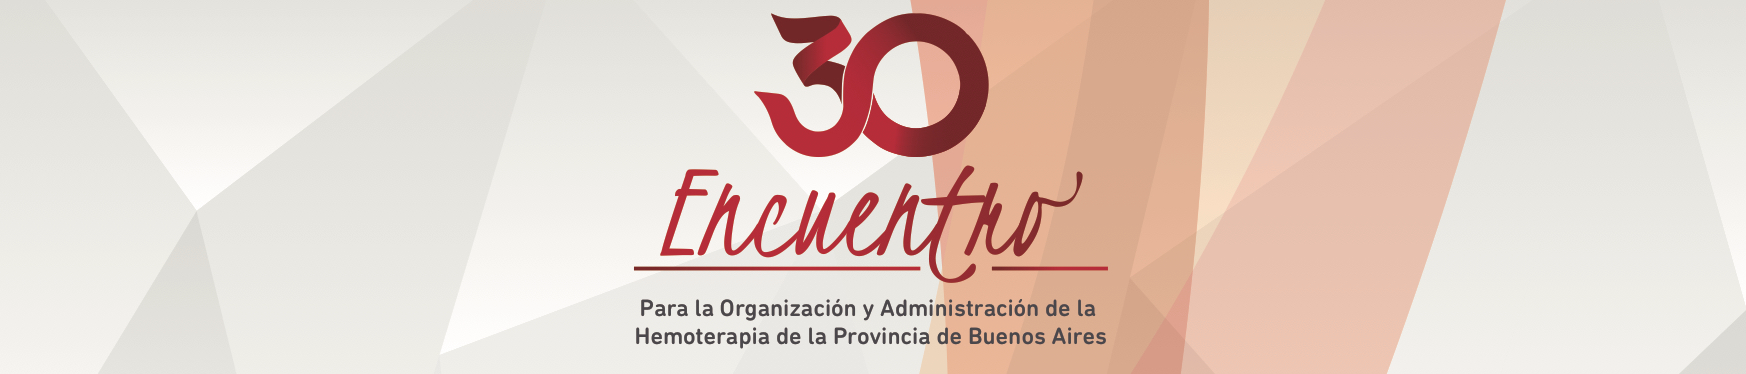 30
Encuentro
Para la Organización y Administración de la
Hemoterapia de la Provincia de Buenos Aires